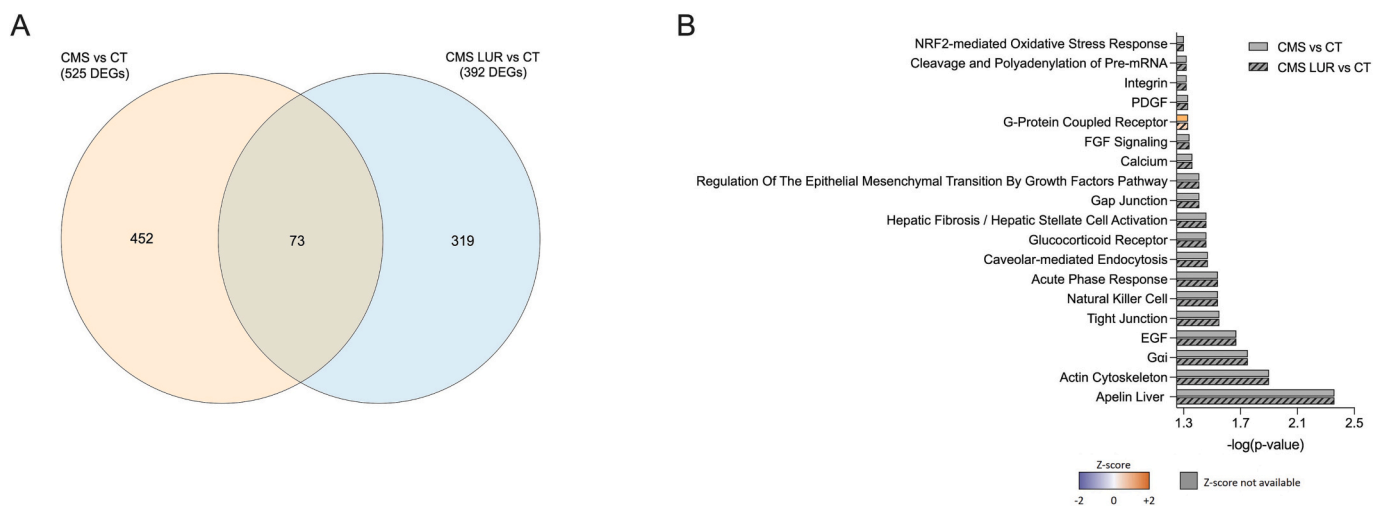 A
CMS vs CT
(525 DEGs)
CMS LUR vs CT
(392 DEGs)
452
73
319
B
CMS vs CT
CMS LUR vs CT
NRF2-mediated Oxidative Stress Response
Cleavage and Polyadenylation of Pre-mRNA
Integrin
PDGF
G-Protein Coupled Receptor
FGF Signaling
Calcium
Regulation Of The Epithelial Mesenchymal Transition By Growth Factors Pathway
Gap Junction
Hepatic Fibrosis / Hepatic Stellate Cell Activation
Glucocorticoid Receptor
Caveolar-mediated Endocytosis
Acute Phase Response
Natural Killer Cell
Tight Junction
EGF
Gαi
Actin Cytoskeleton
Apelin Liver
1.3 1.7 2.1 2.5
-log(p-value)
Z-score
-2 0 +2
Z-score not available